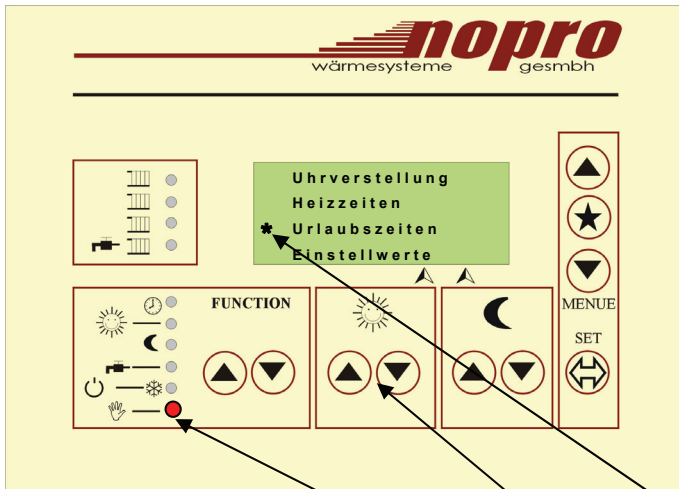 nopro
wärmesysteme gesmbh
Uhrverstellung
Heizzeiten
* Urlaubszeiten
Einstellwerte
FUNCTION
MENUE
SET